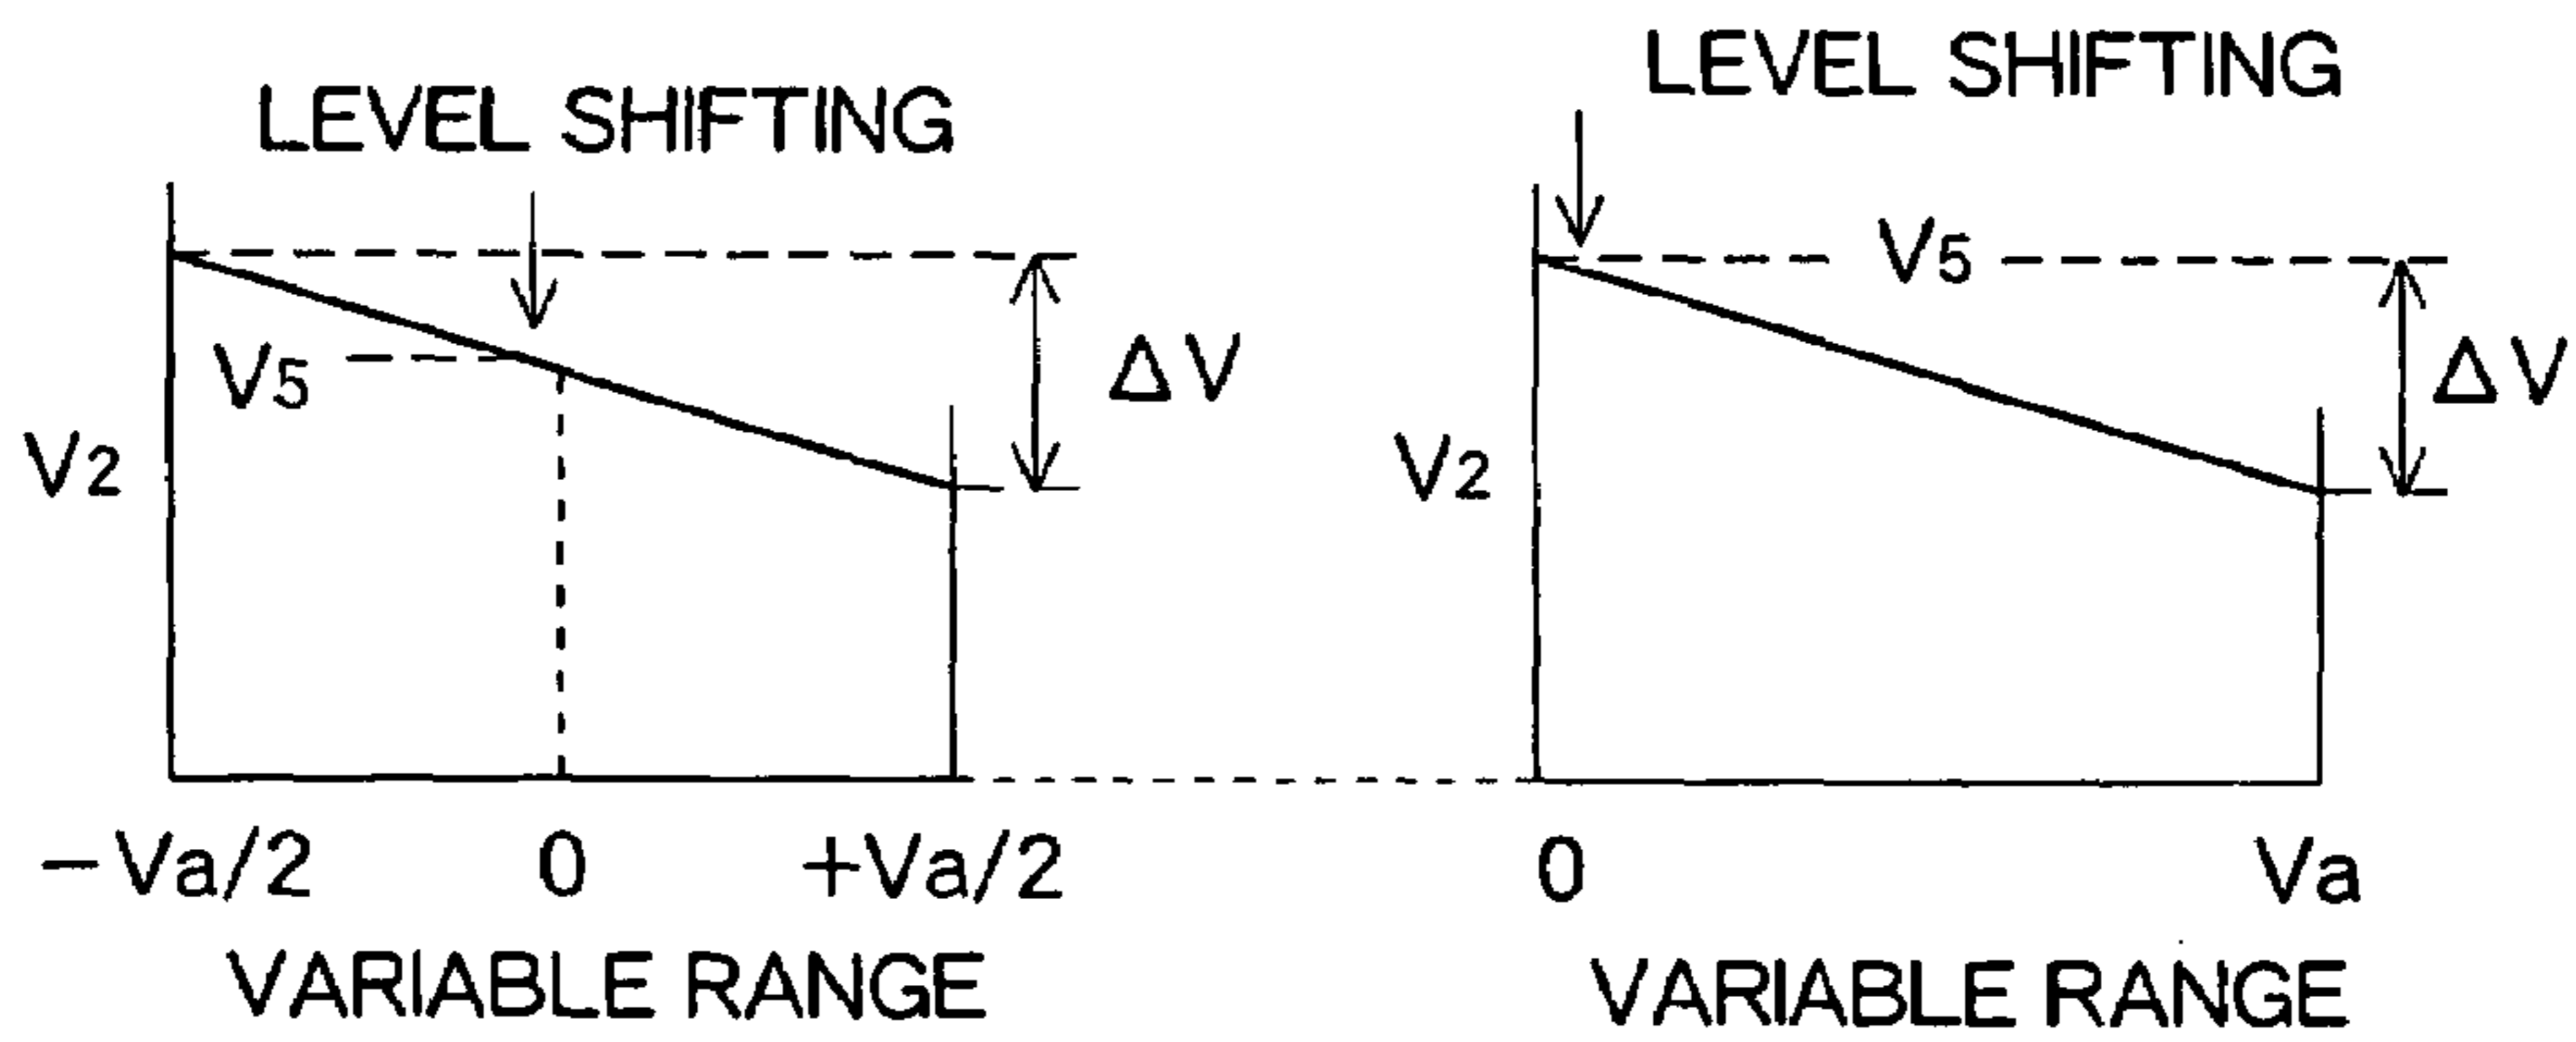 LEVEL SHIFTING
V5
V2
ΔV
−Va/2 0 +Va/2
VARIABLE RANGE
LEVEL SHIFTING
V5
V2
ΔV
0 Va
VARIABLE RANGE